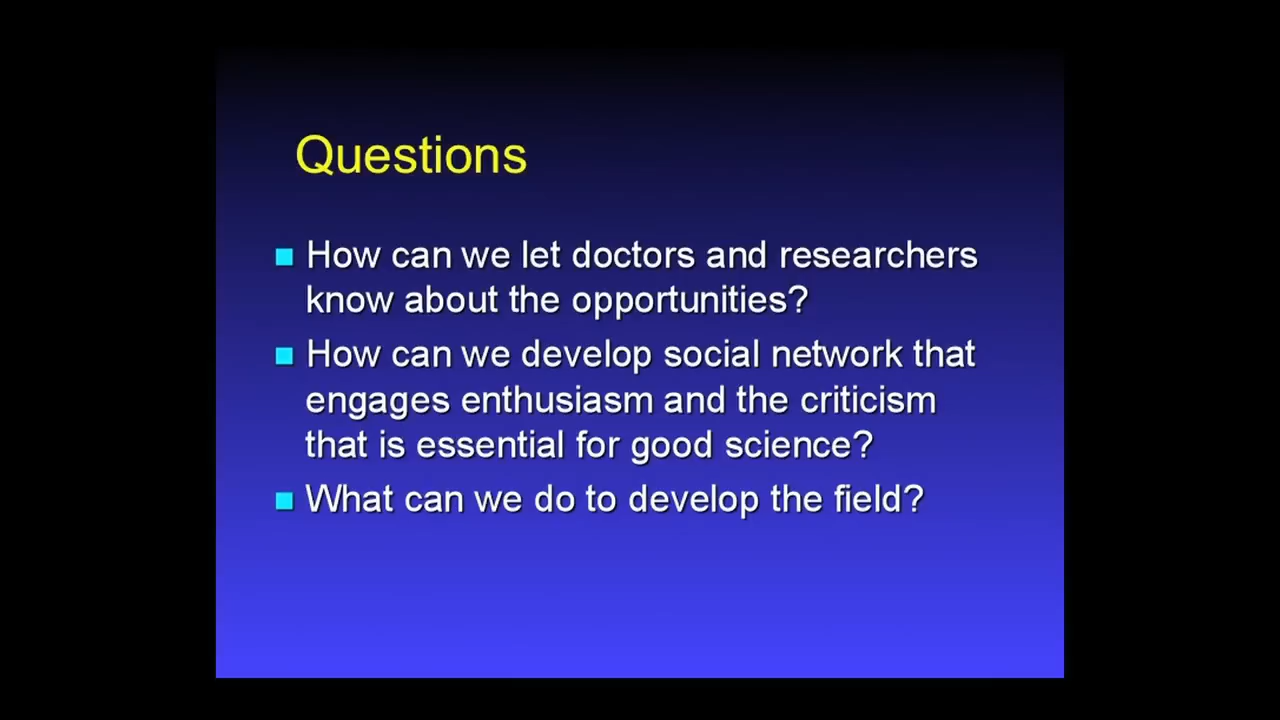 Questions
How can we let doctors and researchers
know about the opportunities?
How can we develop social network that
engages enthusiasm and the criticism
that is essential for good science?
What can we do to develop the field?